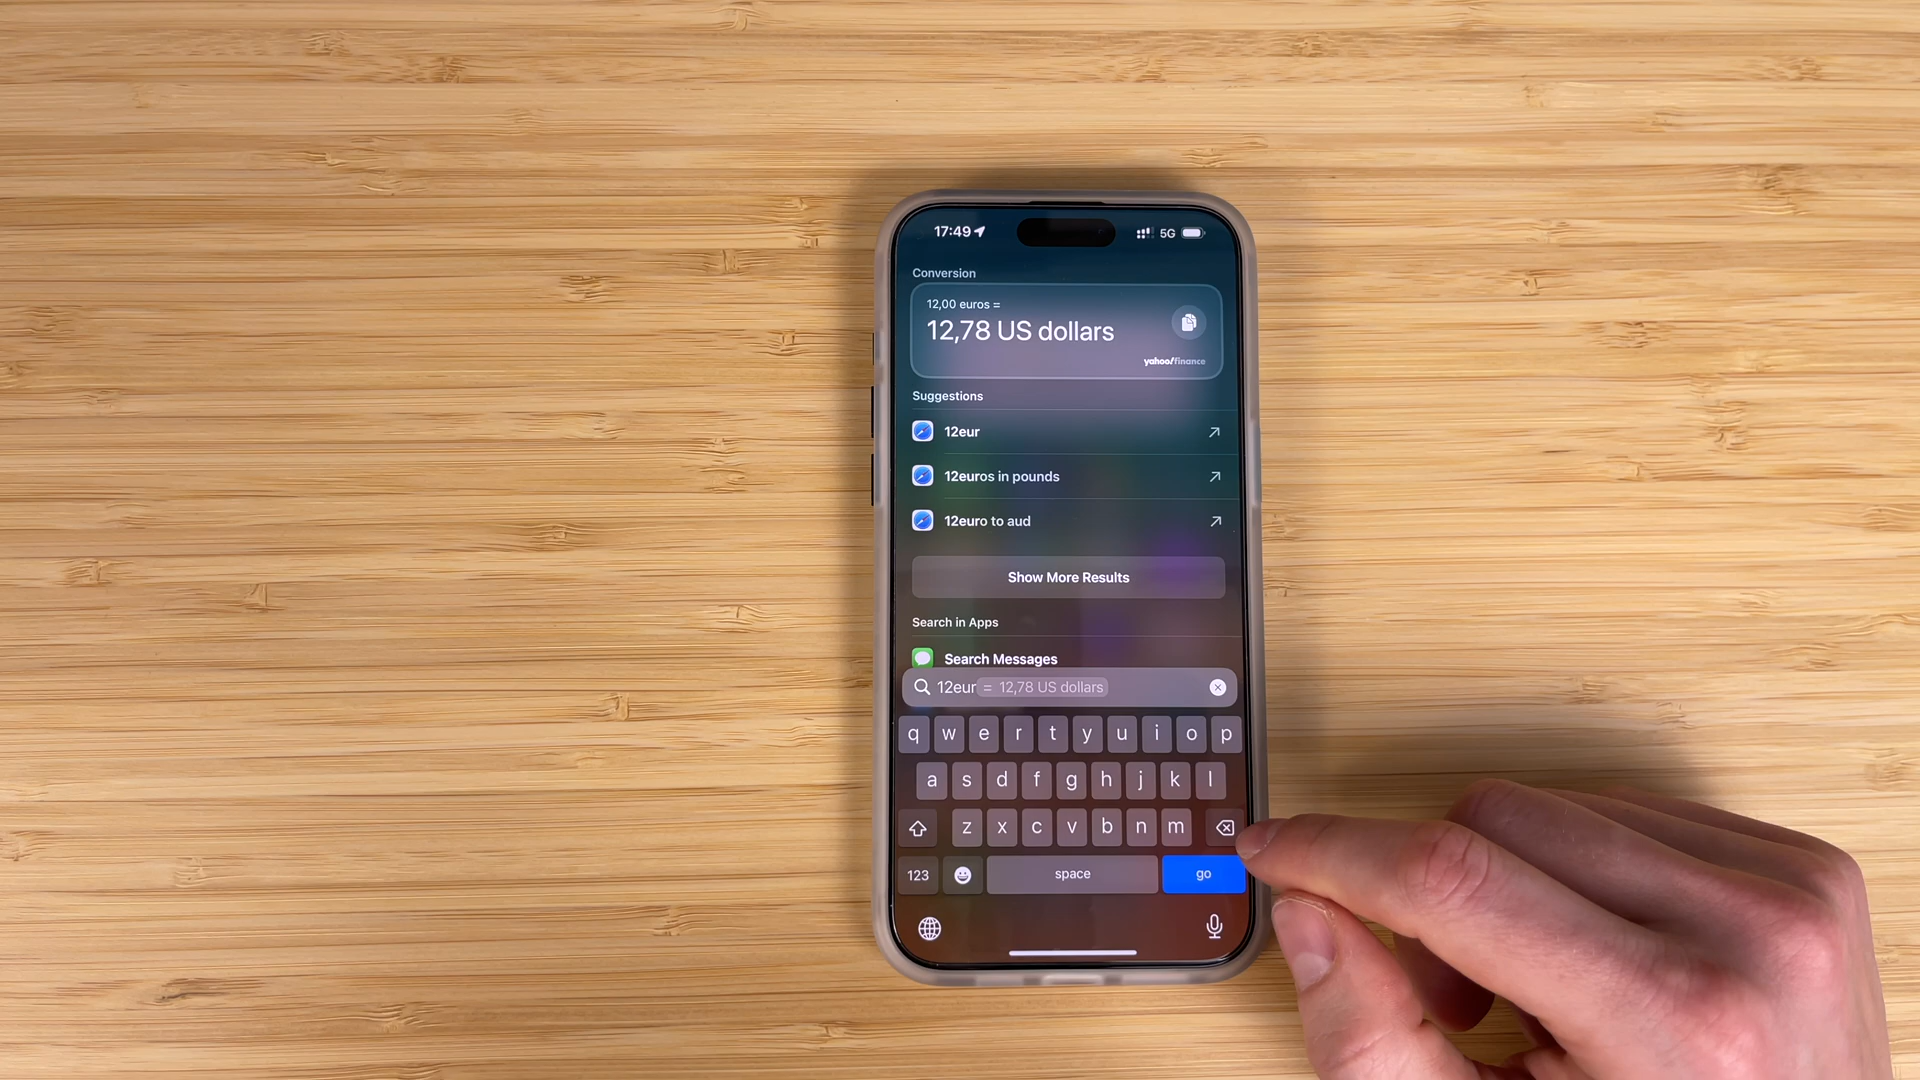 17:49
5G
Conversion
12,00 euros =
12,78 US dollars
yahoo!finance
Suggestions
12eur
12euros in pounds
12euro to aud
Show More Results
Search in Apps
Search Messages
12eur = 12,78 US dollars
q w e r t y u i o p
a s d f g h j k l
z x c v b n m
123 space go